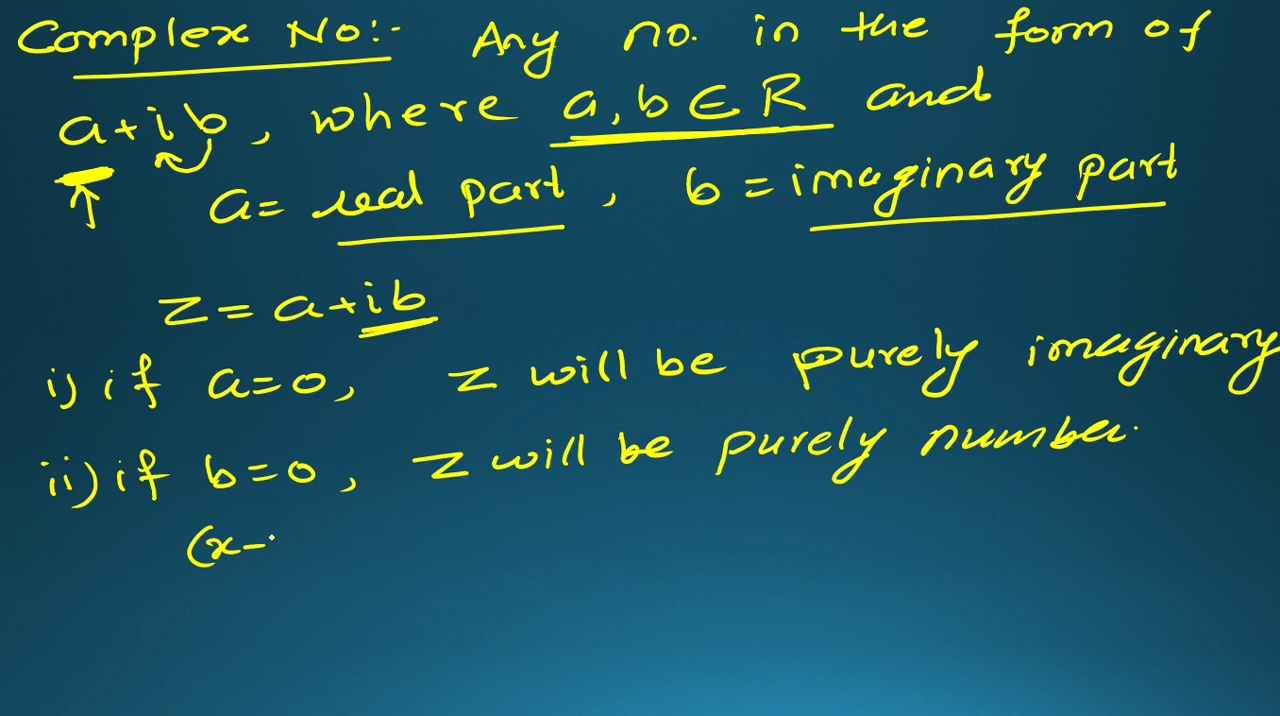 Complex No:- Any no. in the form of
a+ib, where a, b ∈ R and
a= real part, b = imaginary part
z = a+ib
i) if a=0, z will be purely imaginary
ii) if b=0, z will be purely number.
(x-